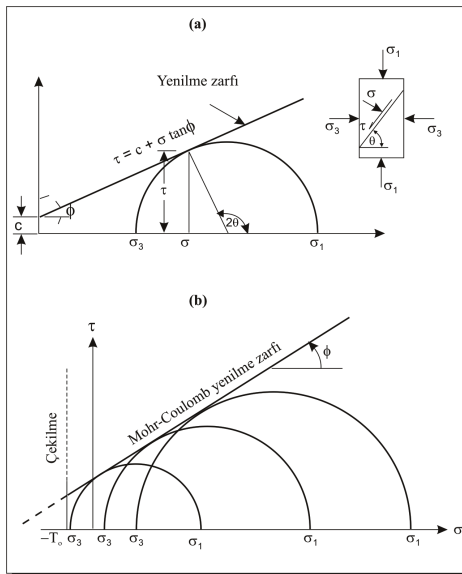 (a)
Yenilme zarfı
τ = c + σ tanϕ
ϕ
c
τ
2θ
σ₃
σ
σ₁
σ₁
σ
σ₃
τ
θ
σ₃
σ₁
(b)
τ
Mohr-Coulomb yenilme zarfı
ϕ
Çekilme
–Tₒ
σ₃
σ₃
σ₃
σ₁
σ₁
σ₁
σ